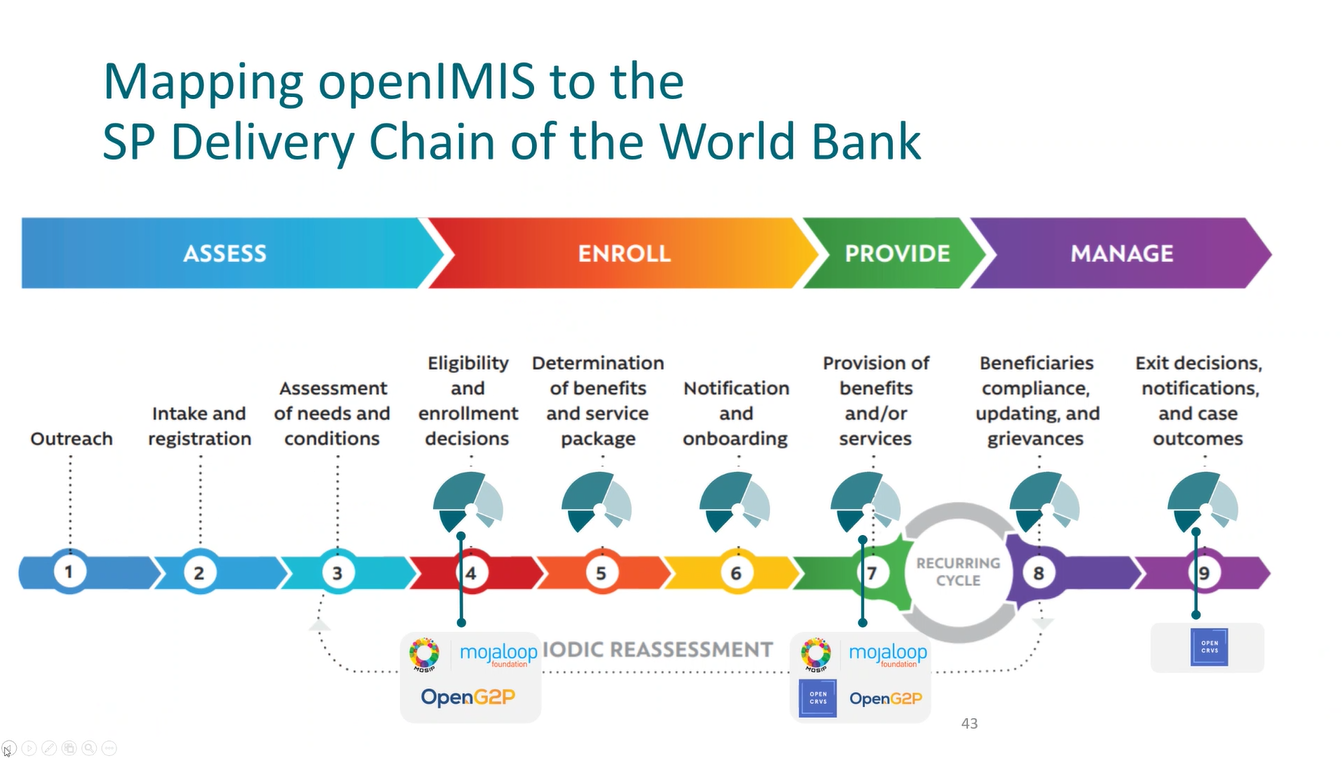 Mapping openIMIS to the
SP Delivery Chain of the World Bank
ASSESS
ENROLL
PROVIDE
MANAGE
Outreach
Intake and
registration
Assessment
of needs and
conditions
Eligibility
and
enrollment
decisions
Determination
of benefits
and service
package
Notification
and
onboarding
Provision of
benefits
and/or
services
Beneficiaries
compliance,
updating, and
grievances
Exit decisions,
notifications,
and case
outcomes
1
2
3
4
5
6
7
RECURRING
CYCLE
8
9
IODIC REASSESSMENT
MOSIP
mojaloop
foundation
OpenG2P
MOSIP
mojaloop
foundation
OPEN
CRVS
OpenG2P
OPEN
CRVS
43